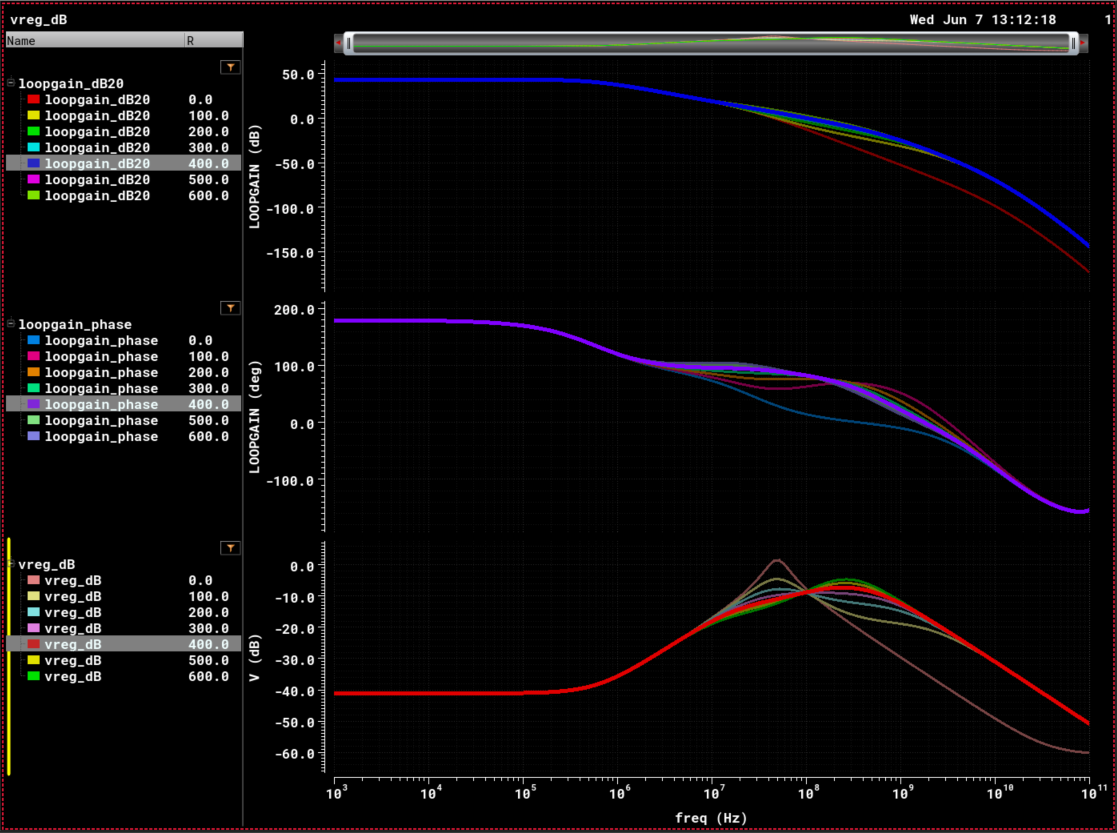 vreg_dB Wed Jun 7 13:12:18 1
Name R
loopgain_dB20
loopgain_dB20 0.0
loopgain_dB20 100.0
loopgain_dB20 200.0
loopgain_dB20 300.0
loopgain_dB20 400.0
loopgain_dB20 500.0
loopgain_dB20 600.0
LOOPGAIN (dB)
50.0
0.0
-50.0
-100.0
-150.0
loopgain_phase
loopgain_phase 0.0
loopgain_phase 100.0
loopgain_phase 200.0
loopgain_phase 300.0
loopgain_phase 400.0
loopgain_phase 500.0
loopgain_phase 600.0
LOOPGAIN (deg)
200.0
100.0
0.0
-100.0
vreg_dB
vreg_dB 0.0
vreg_dB 100.0
vreg_dB 200.0
vreg_dB 300.0
vreg_dB 400.0
vreg_dB 500.0
vreg_dB 600.0
V (dB)
0.0
-10.0
-20.0
-30.0
-40.0
-50.0
-60.0
10³ 10⁴ 10⁵ 10⁶ 10⁷ 10⁸ 10⁹ 10¹⁰ 10¹¹
freq (Hz)